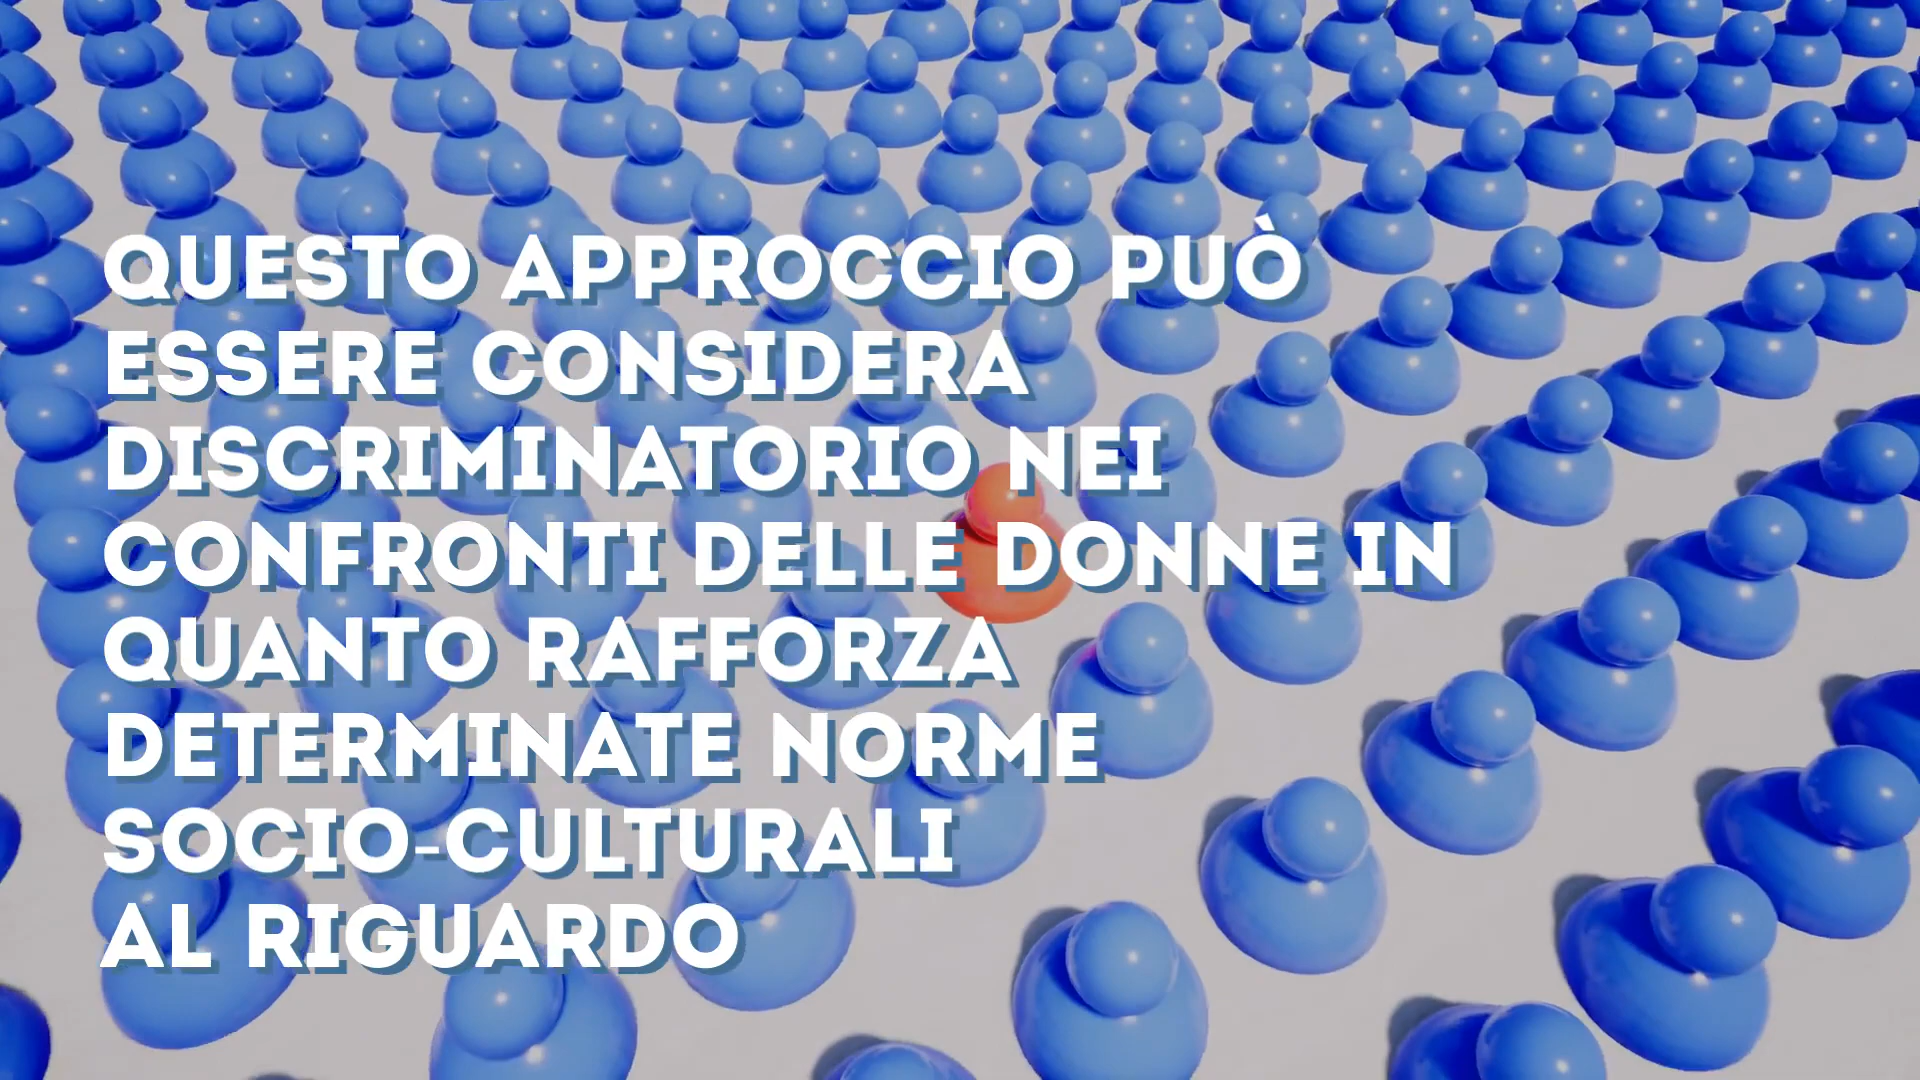 QUESTO APPROCCIO PUÒ
ESSERE CONSIDERA
DISCRIMINATORIO NEI
CONFRONTI DELLE DONNE IN
QUANTO RAFFORZA
DETERMINATE NORME
SOCIO-CULTURALI
AL RIGUARDO